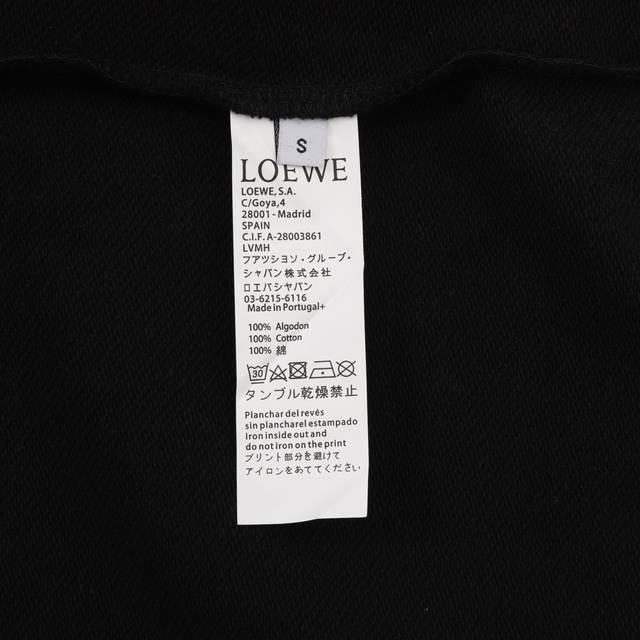 S
LOEWE
LOEWE, S.A.
C/Goya,4
28001 - Madrid
SPAIN
C.I.F. A-28003861
LVMH
フアツシヨソ・グループ・
シャパン株式会社
ロエバシヤパン
03-6215-6116
Made in Portugal+
100% Algodon
100% Cotton
100% 綿
30
タンブル乾燥禁止
Planchar del revés
sin plancharel estampado
Iron inside out and
do not iron on the print
プリント部分を避けて
アイロンをあててください